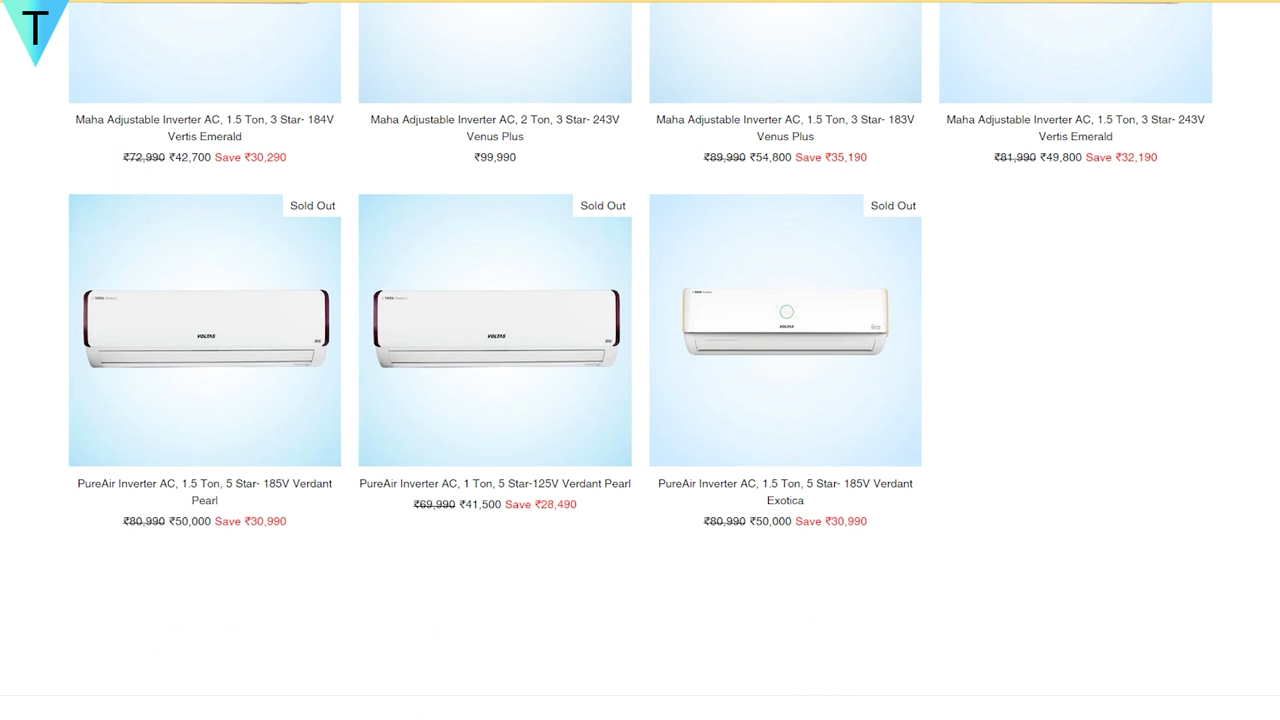 T
Maha Adjustable Inverter AC, 1.5 Ton, 3 Star- 184V
Vertis Emerald
₹72,990 ₹42,700 Save ₹30,290
Maha Adjustable Inverter AC, 2 Ton, 3 Star- 243V
Venus Plus
₹99,990
Maha Adjustable Inverter AC, 1.5 Ton, 3 Star- 183V
Venus Plus
₹89,990 ₹54,800 Save ₹35,190
Maha Adjustable Inverter AC, 1.5 Ton, 3 Star- 243V
Vertis Emerald
₹81,990 ₹49,800 Save ₹32,190
Sold Out
VOLTAS
PureAir Inverter AC, 1.5 Ton, 5 Star- 185V Verdant
Pearl
₹80,990 ₹50,000 Save ₹30,990
Sold Out
VOLTAS
PureAir Inverter AC, 1 Ton, 5 Star-125V Verdant Pearl
₹69,990 ₹41,500 Save ₹28,490
Sold Out
VOLTAS
PureAir Inverter AC, 1.5 Ton, 5 Star- 185V Verdant
Exotica
₹80,990 ₹50,000 Save ₹30,990